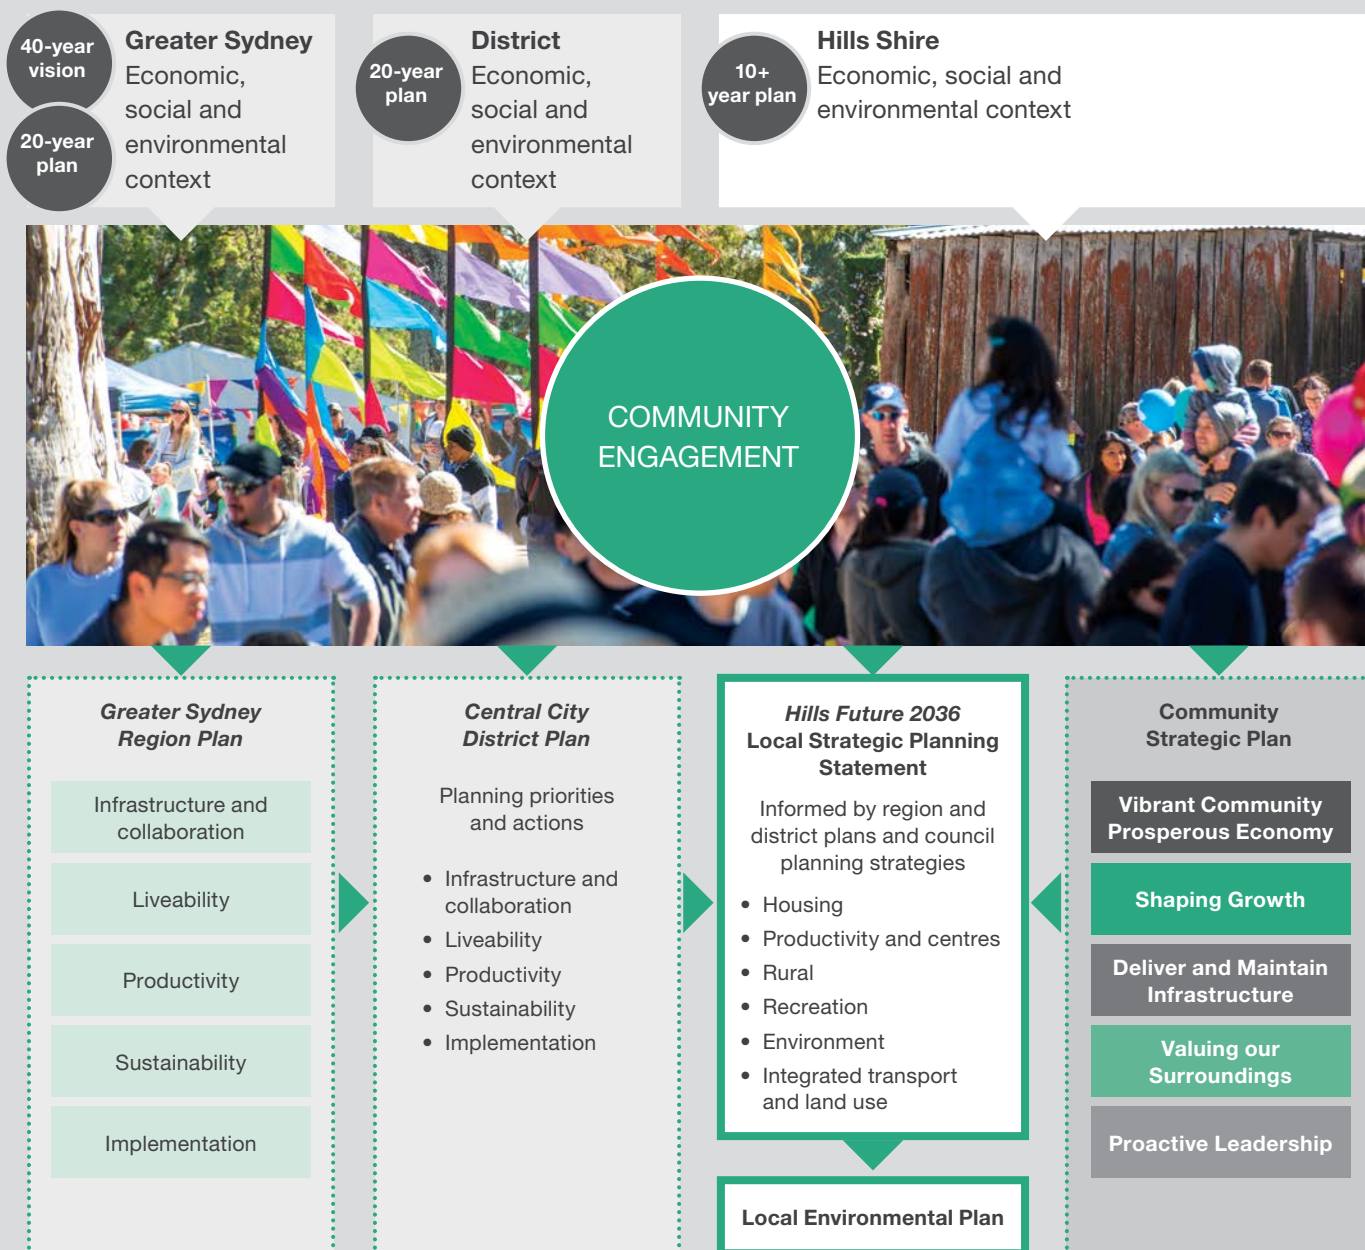 40-year
vision
20-year
plan
Greater Sydney
Economic,
social and
environmental
context
20-year
plan
District
Economic,
social and
environmental
context
10+
year plan
Hills Shire
Economic, social and
environmental context
COMMUNITY
ENGAGEMENT
Greater Sydney
Region Plan
Infrastructure and
collaboration
Liveability
Productivity
Sustainability
Implementation
Central City
District Plan
Planning priorities
and actions
• Infrastructure and
collaboration
• Liveability
• Productivity
• Sustainability
• Implementation
Hills Future 2036
Local Strategic Planning
Statement
Informed by region and
district plans and council
planning strategies
• Housing
• Productivity and centres
• Rural
• Recreation
• Environment
• Integrated transport
and land use
Local Environmental Plan
Community
Strategic Plan
Vibrant Community
Prosperous Economy
Shaping Growth
Deliver and Maintain
Infrastructure
Valuing our
Surroundings
Proactive Leadership